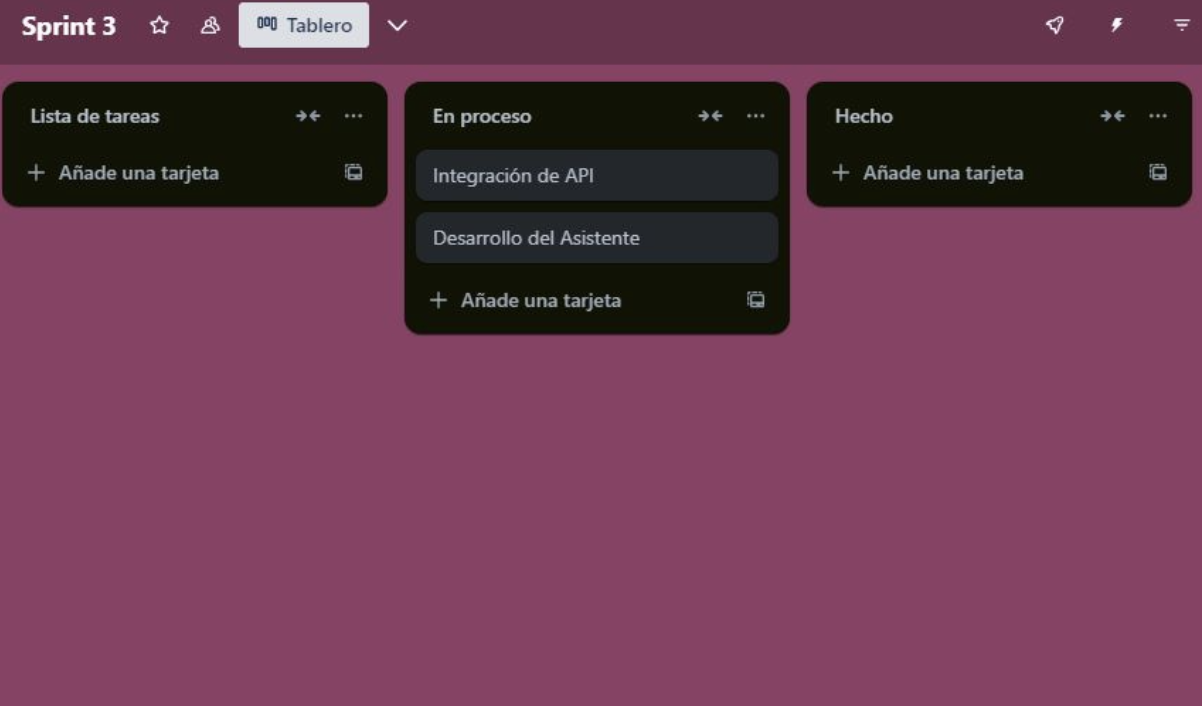 Sprint 3
Tablero
Lista de tareas
Añade una tarjeta
En proceso
Integración de API
Desarrollo del Asistente
Añade una tarjeta
Hecho
Añade una tarjeta